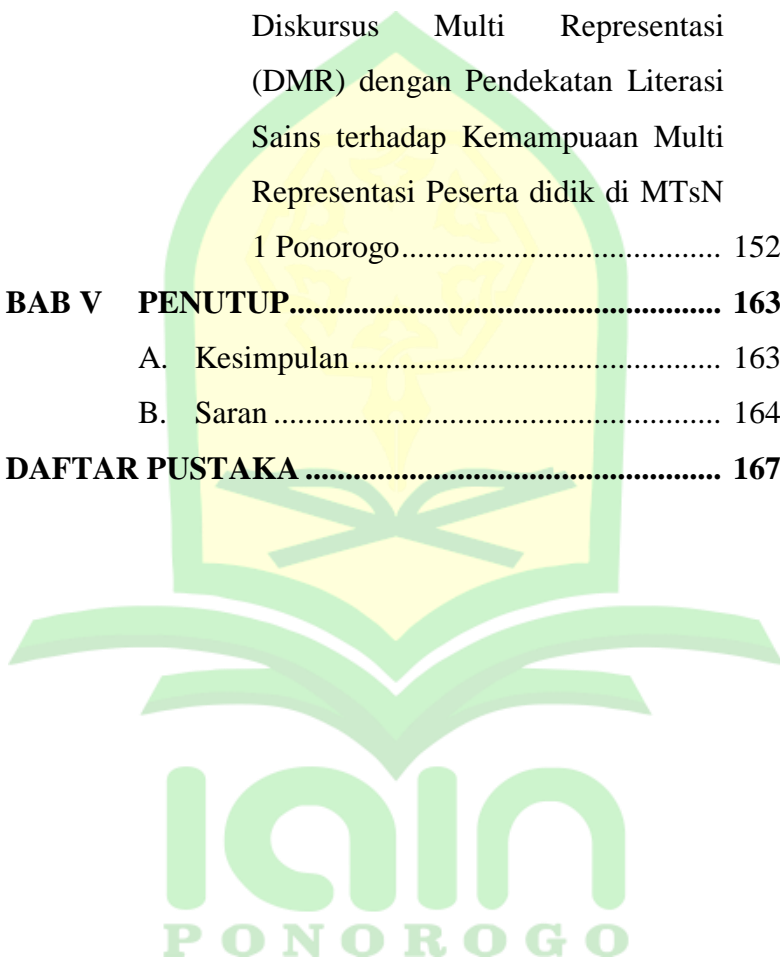 Diskursus Multi Representasi
(DMR) dengan Pendekatan Literasi
Sains terhadap Kemampuaan Multi
Representasi Peserta didik di MTsN
1 Ponorogo..................................... 152
BAB V PENUTUP.................................................... 163
A. Kesimpulan............................................. 163
B. Saran ...................................................... 164
DAFTAR PUSTAKA .................................................. 167
iain
PONOROGO